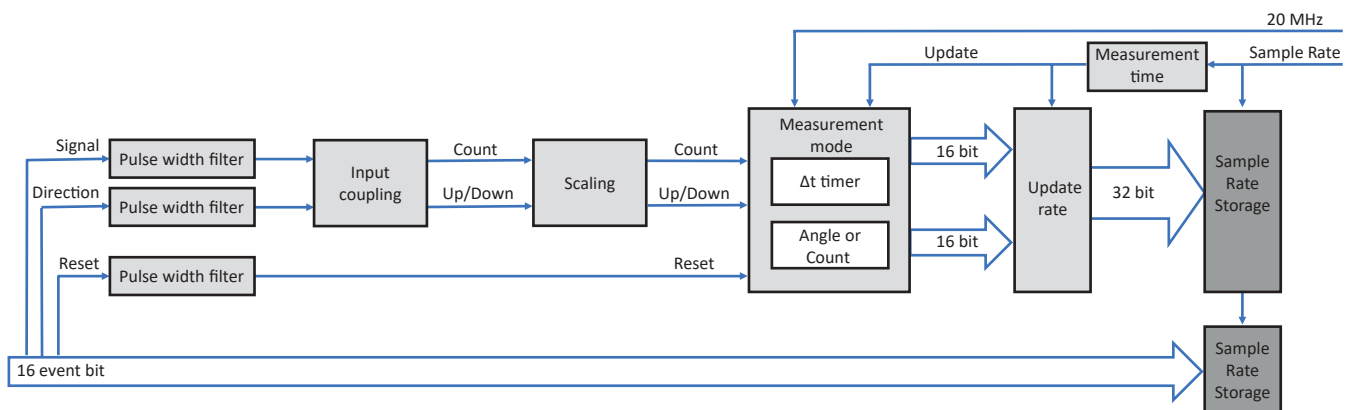 20 MHz
Update
Measurement
time
Sample Rate
Signal
Pulse width filter
Direction
Pulse width filter
Reset
Pulse width filter
Input
coupling
Count
Up/Down
Scaling
Count
Up/Down
Reset
Measurement
mode
Δt timer
Angle or
Count
16 bit
16 bit
Update
rate
32 bit
Sample
Rate
Storage
16 event bit
Sample
Rate
Storage